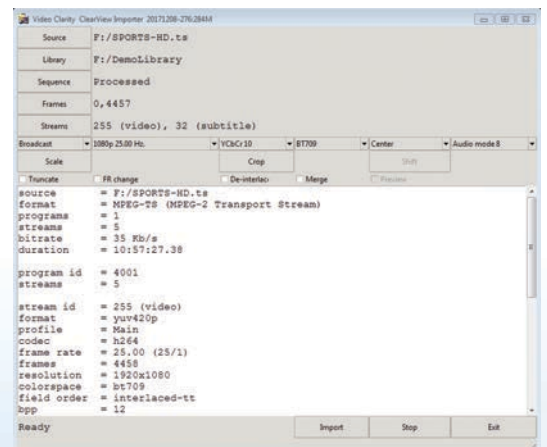 Video Clarity ClearView Importer 20171208-276:284M
Source F:/SPORTS-HD.ts
Library F:/DemoLibrary
Sequence Processed
Frames 0,4457
Streams 255 (video), 32 (subtitle)
Broadcast 1080p 25.00 Hz. YCbCr10 BT709 Center Audio mode 8
Scale Crop Shift
Truncate FR change De-interlac Merge Preview
source = F:/SPORTS-HD.ts
format = MPEG-TS (MPEG-2 Transport Stream)
programs = 1
streams = 5
bitrate = 35 Kb/s
duration = 10:57:27.38
program id = 4001
streams = 5
stream id = 255 (video)
format = yuv420p
profile = Main
codec = h264
frame rate = 25.00 (25/1)
frames = 4458
resolution = 1920x1080
colorspace = bt709
field order = interlaced-tt
bpp = 12
Ready Import Stop Exit